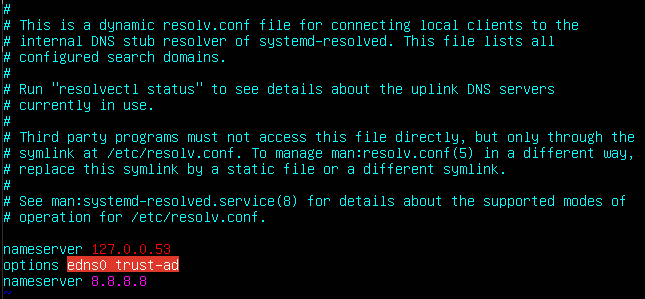 #
# This is a dynamic resolv.conf file for connecting local clients to the
# internal DNS stub resolver of systemd-resolved. This file lists all
# configured search domains.
#
# Run "resolvectl status" to see details about the uplink DNS servers
# currently in use.
#
# Third party programs must not access this file directly, but only through the
# symlink at /etc/resolv.conf. To manage man:resolv.conf(5) in a different way,
# replace this symlink by a static file or a different symlink.
#
# See man:systemd-resolved.service(8) for details about the supported modes of
# operation for /etc/resolv.conf.
nameserver 127.0.0.53
options edns0 trust-ad
nameserver 8.8.8.8